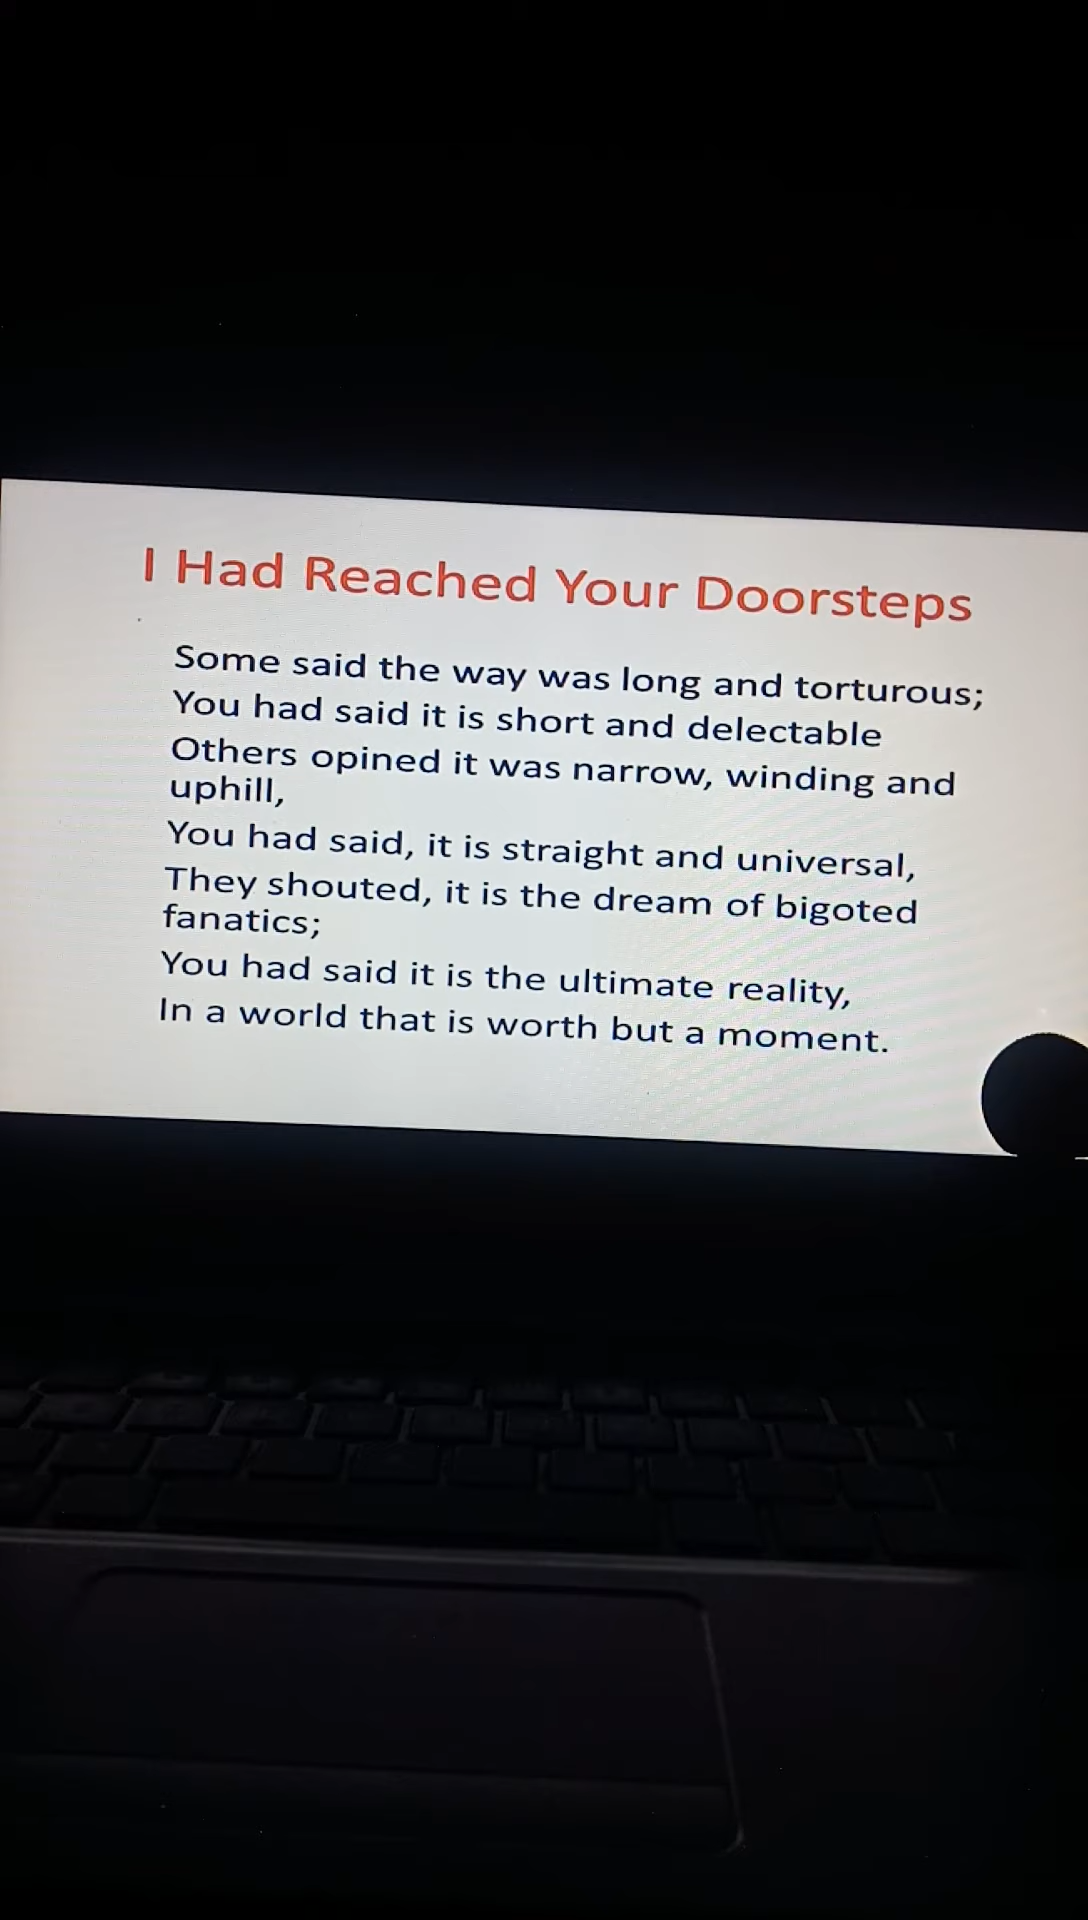 I Had Reached Your Doorsteps
Some said the way was long and torturous;
You had said it is short and delectable
Others opined it was narrow, winding and
uphill,
You had said, it is straight and universal,
They shouted, it is the dream of bigoted
fanatics;
You had said it is the ultimate reality,
In a world that is worth but a moment.